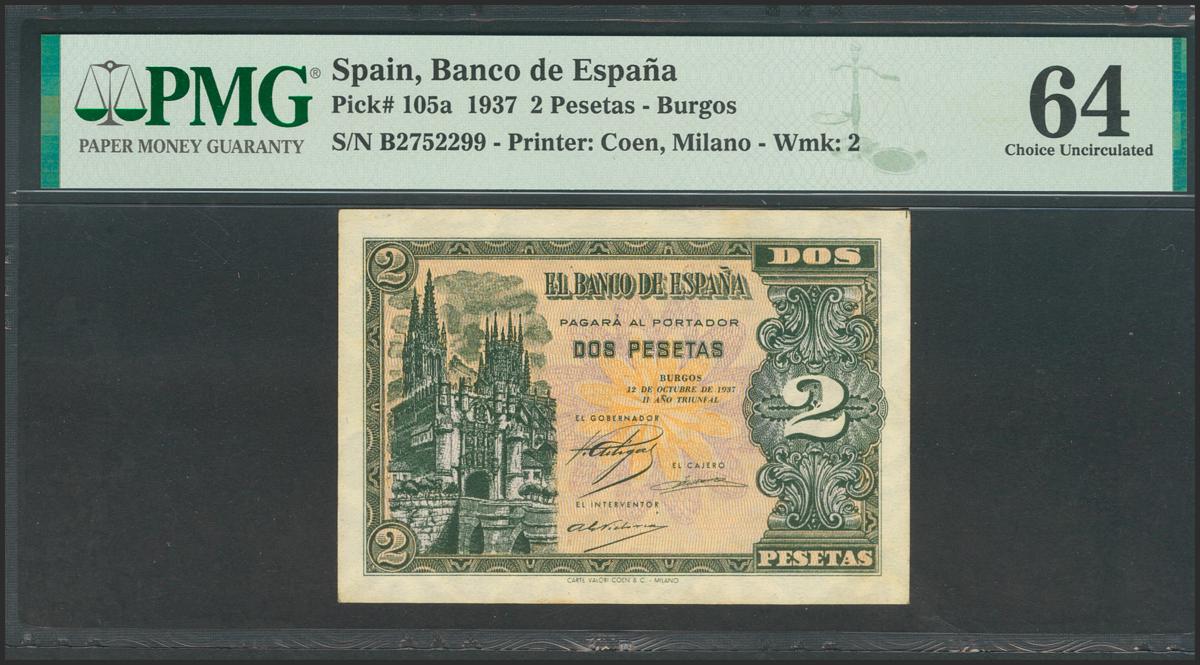 PMG®
PAPER MONEY GUARANTY
Spain, Banco de España
Pick# 105a 1937 2 Pesetas - Burgos
S/N B2752299 - Printer: Coen, Milano - Wmk: 2
64
Choice Uncirculated
2
DOS
EL BANCO DE ESPAÑA
PAGARÁ AL PORTADOR
DOS PESETAS
BURGOS
12 DE OCTUBRE DE 1937
II AÑO TRIUNFAL
2
EL GOBERNADOR
EL CAJERO
EL INTERVENTOR
2
PESETAS
CARTE VALORI COEN & C. - MILANO